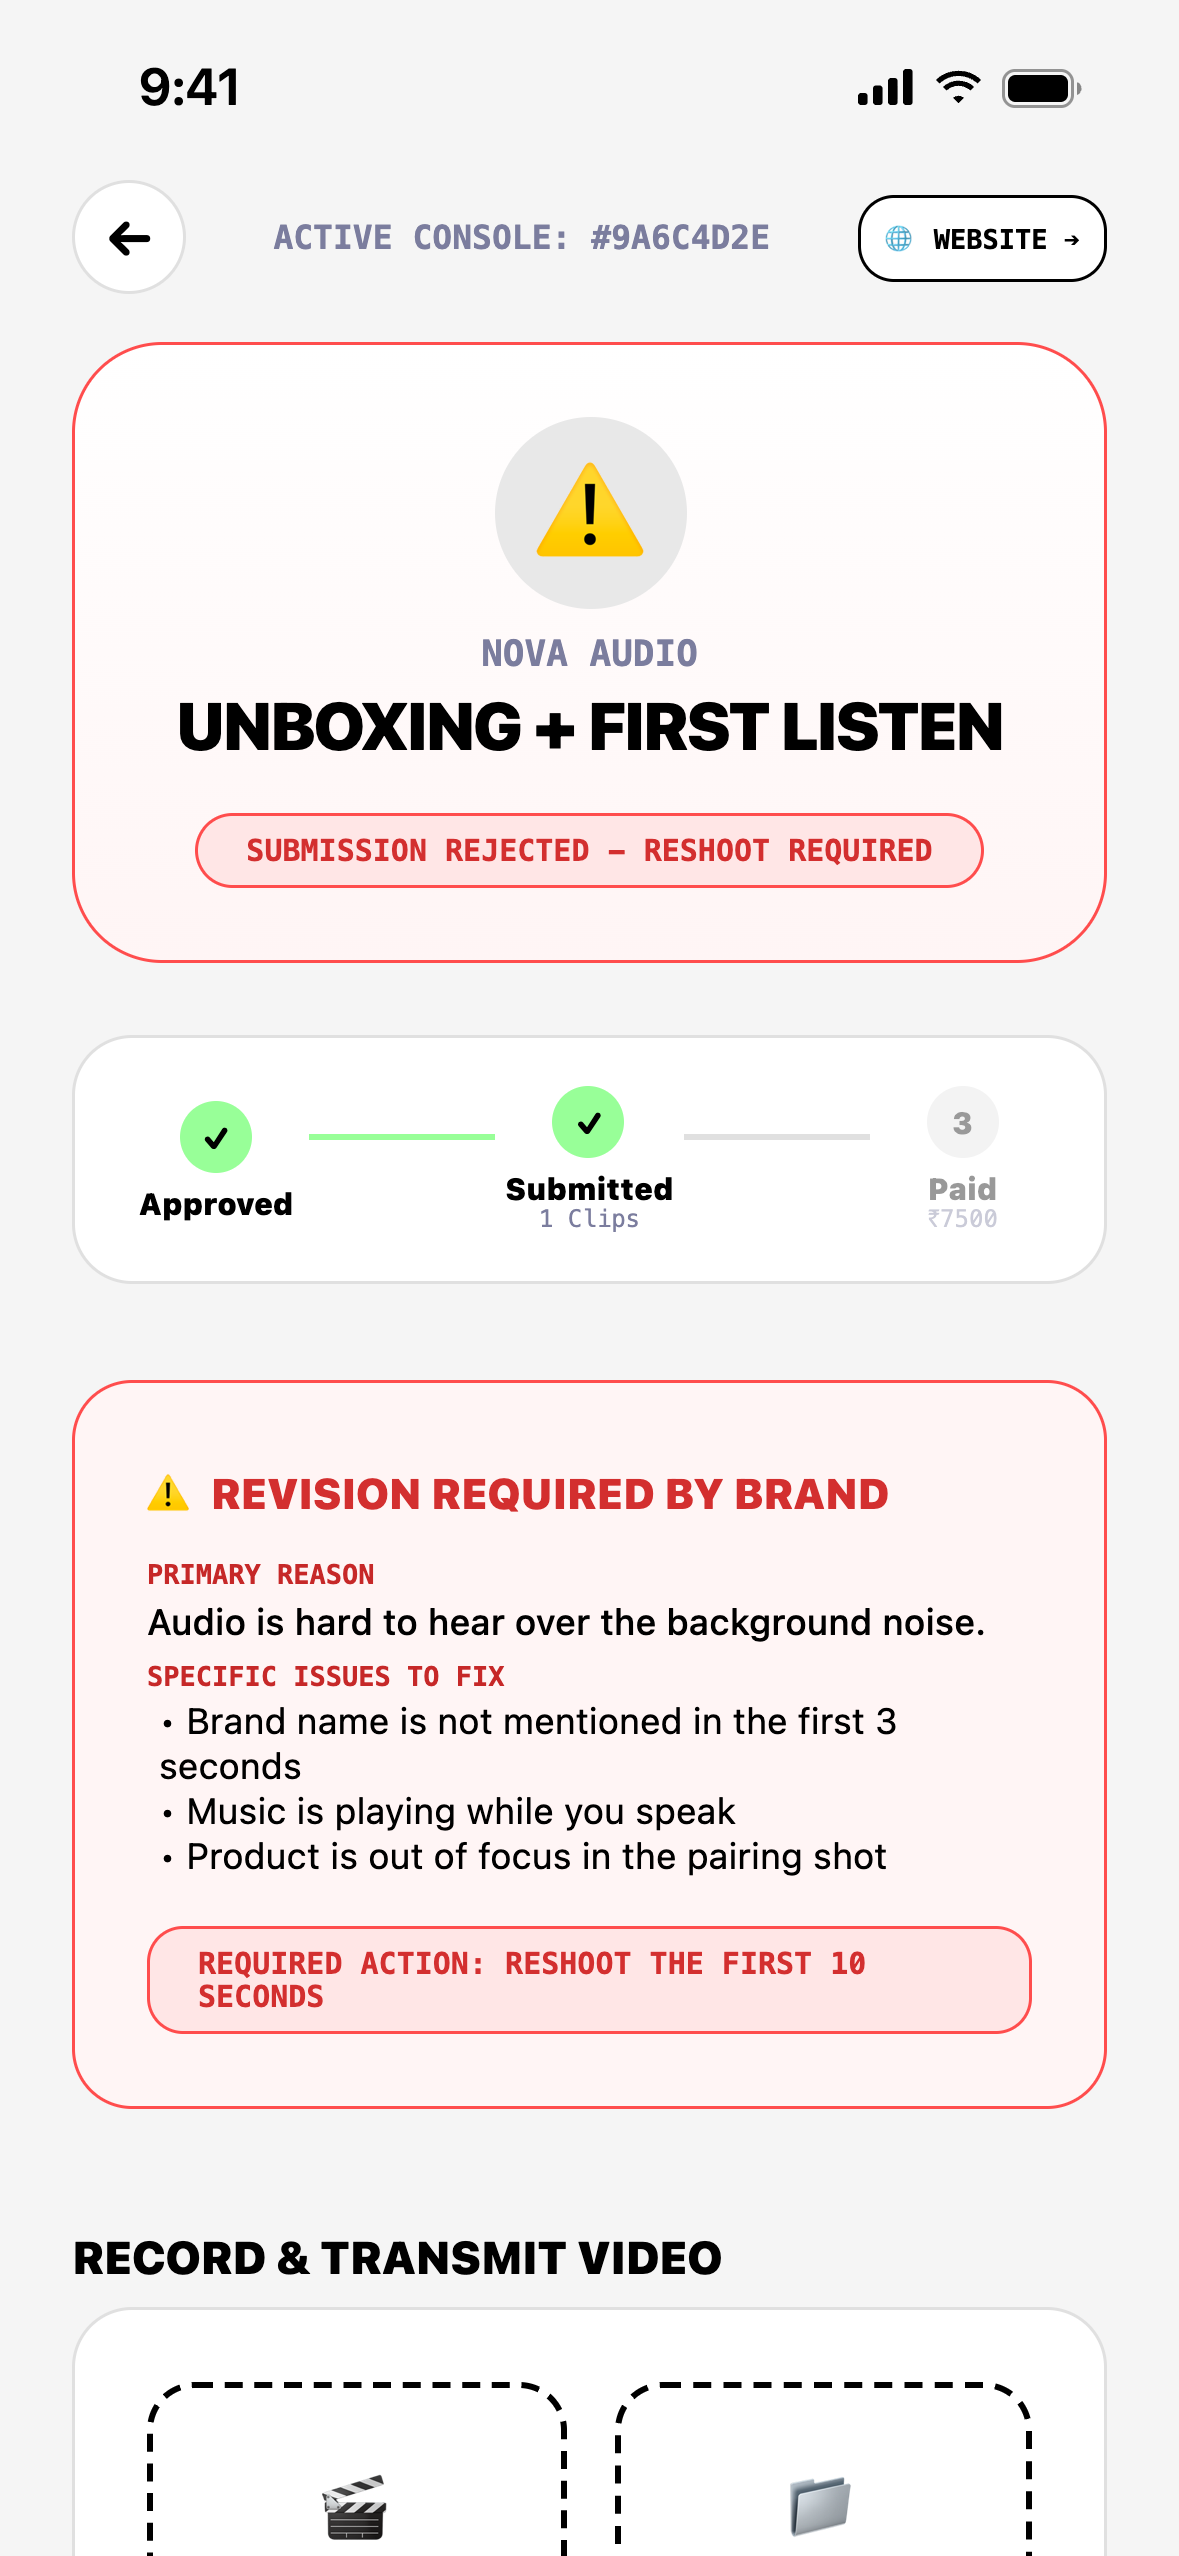 9:41
ACTIVE CONSOLE: #9A6C4D2E
🌐 WEBSITE →
NOVA AUDIO
UNBOXING + FIRST LISTEN
SUBMISSION REJECTED – RESHOOT REQUIRED
Approved
Submitted
1 Clips
3
Paid
₹7500
⚠️ REVISION REQUIRED BY BRAND
PRIMARY REASON
Audio is hard to hear over the background noise.
SPECIFIC ISSUES TO FIX
• Brand name is not mentioned in the first 3
seconds
• Music is playing while you speak
• Product is out of focus in the pairing shot
REQUIRED ACTION: RESHOOT THE FIRST 10
SECONDS
RECORD & TRANSMIT VIDEO